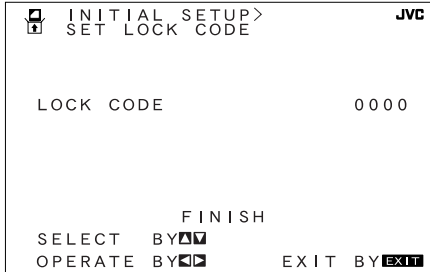 INITIAL SETUP> JVC
SET LOCK CODE
LOCK CODE 0000
FINISH
SELECT BY▲▼
OPERATE BY◀▶ EXIT BY EXIT